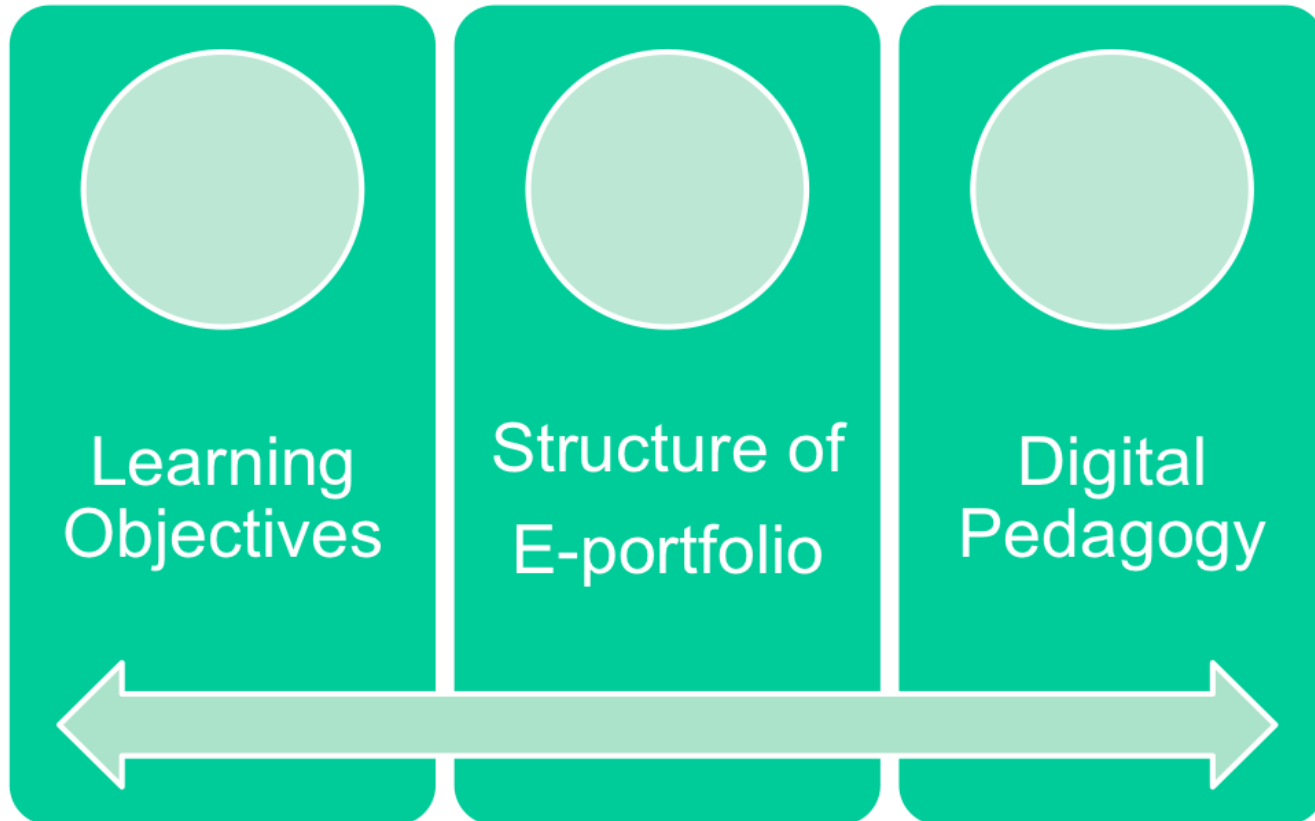 Learning
Objectives
Structure of
E-portfolio
Digital
Pedagogy